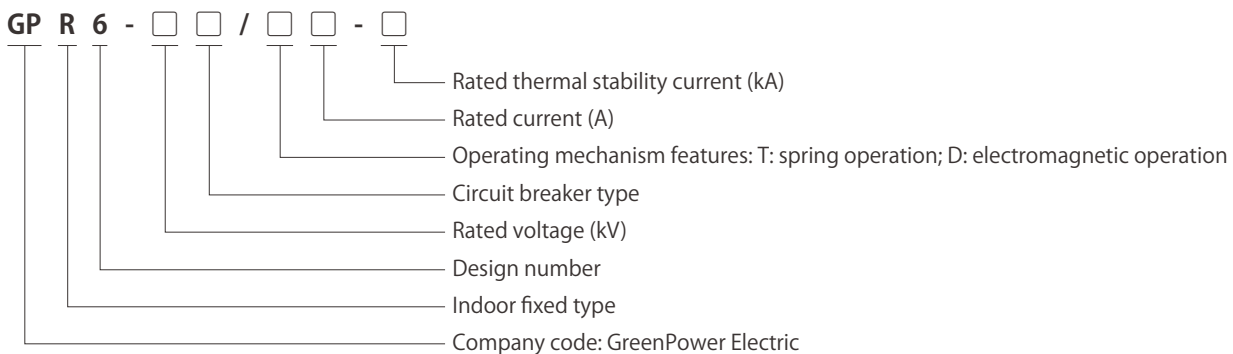 GP R 6 - □ □ / □ □ - □
Rated thermal stability current (kA)
Rated current (A)
Operating mechanism features: T: spring operation; D: electromagnetic operation
Circuit breaker type
Rated voltage (kV)
Design number
Indoor fixed type
Company code: GreenPower Electric